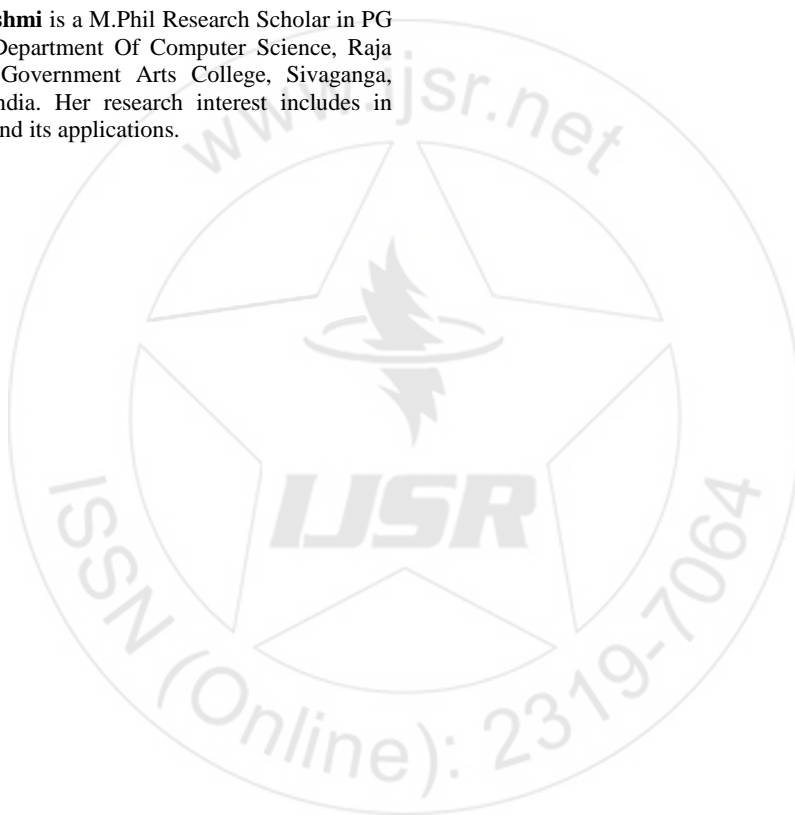 shmi is a M.Phil Research Scholar in PG
Department Of Computer Science, Raja
Government Arts College, Sivaganga,
ndia. Her research interest includes in
nd its applications.
www.ijsr.net
IJSR
ISSN (Online): 2319-7064